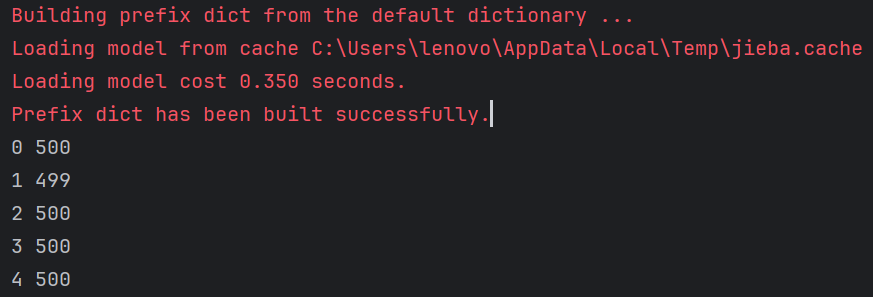 Building prefix dict from the default dictionary ...
Loading model from cache C:\Users\lenovo\AppData\Local\Temp\jieba.cache
Loading model cost 0.350 seconds.
Prefix dict has been built successfully.
0 500
1 499
2 500
3 500
4 500